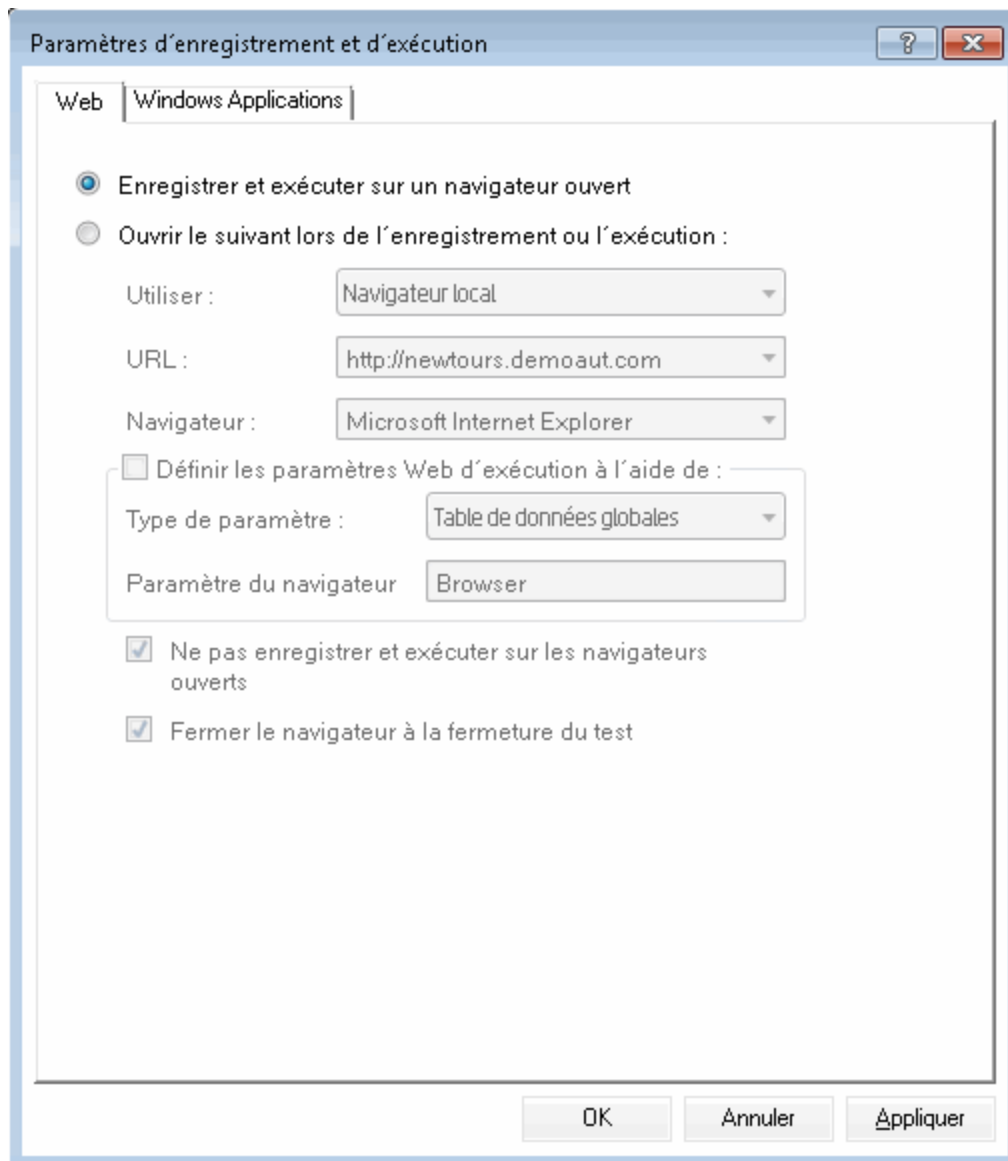 Paramètres d´enregistrement et d´exécution
Web
Windows Applications
Enregistrer et exécuter sur un navigateur ouvert
Ouvrir le suivant lors de l´enregistrement ou l´exécution :
Utiliser :
Navigateur local
URL :
http://newtours.demoaut.com
Navigateur :
Microsoft Internet Explorer
Définir les paramètres Web d´exécution à l´aide de :
Type de paramètre :
Table de données globales
Paramètre du navigateur
Browser
Ne pas enregistrer et exécuter sur les navigateurs
ouverts
Fermer le navigateur à la fermeture du test
OK
Annuler
Appliquer